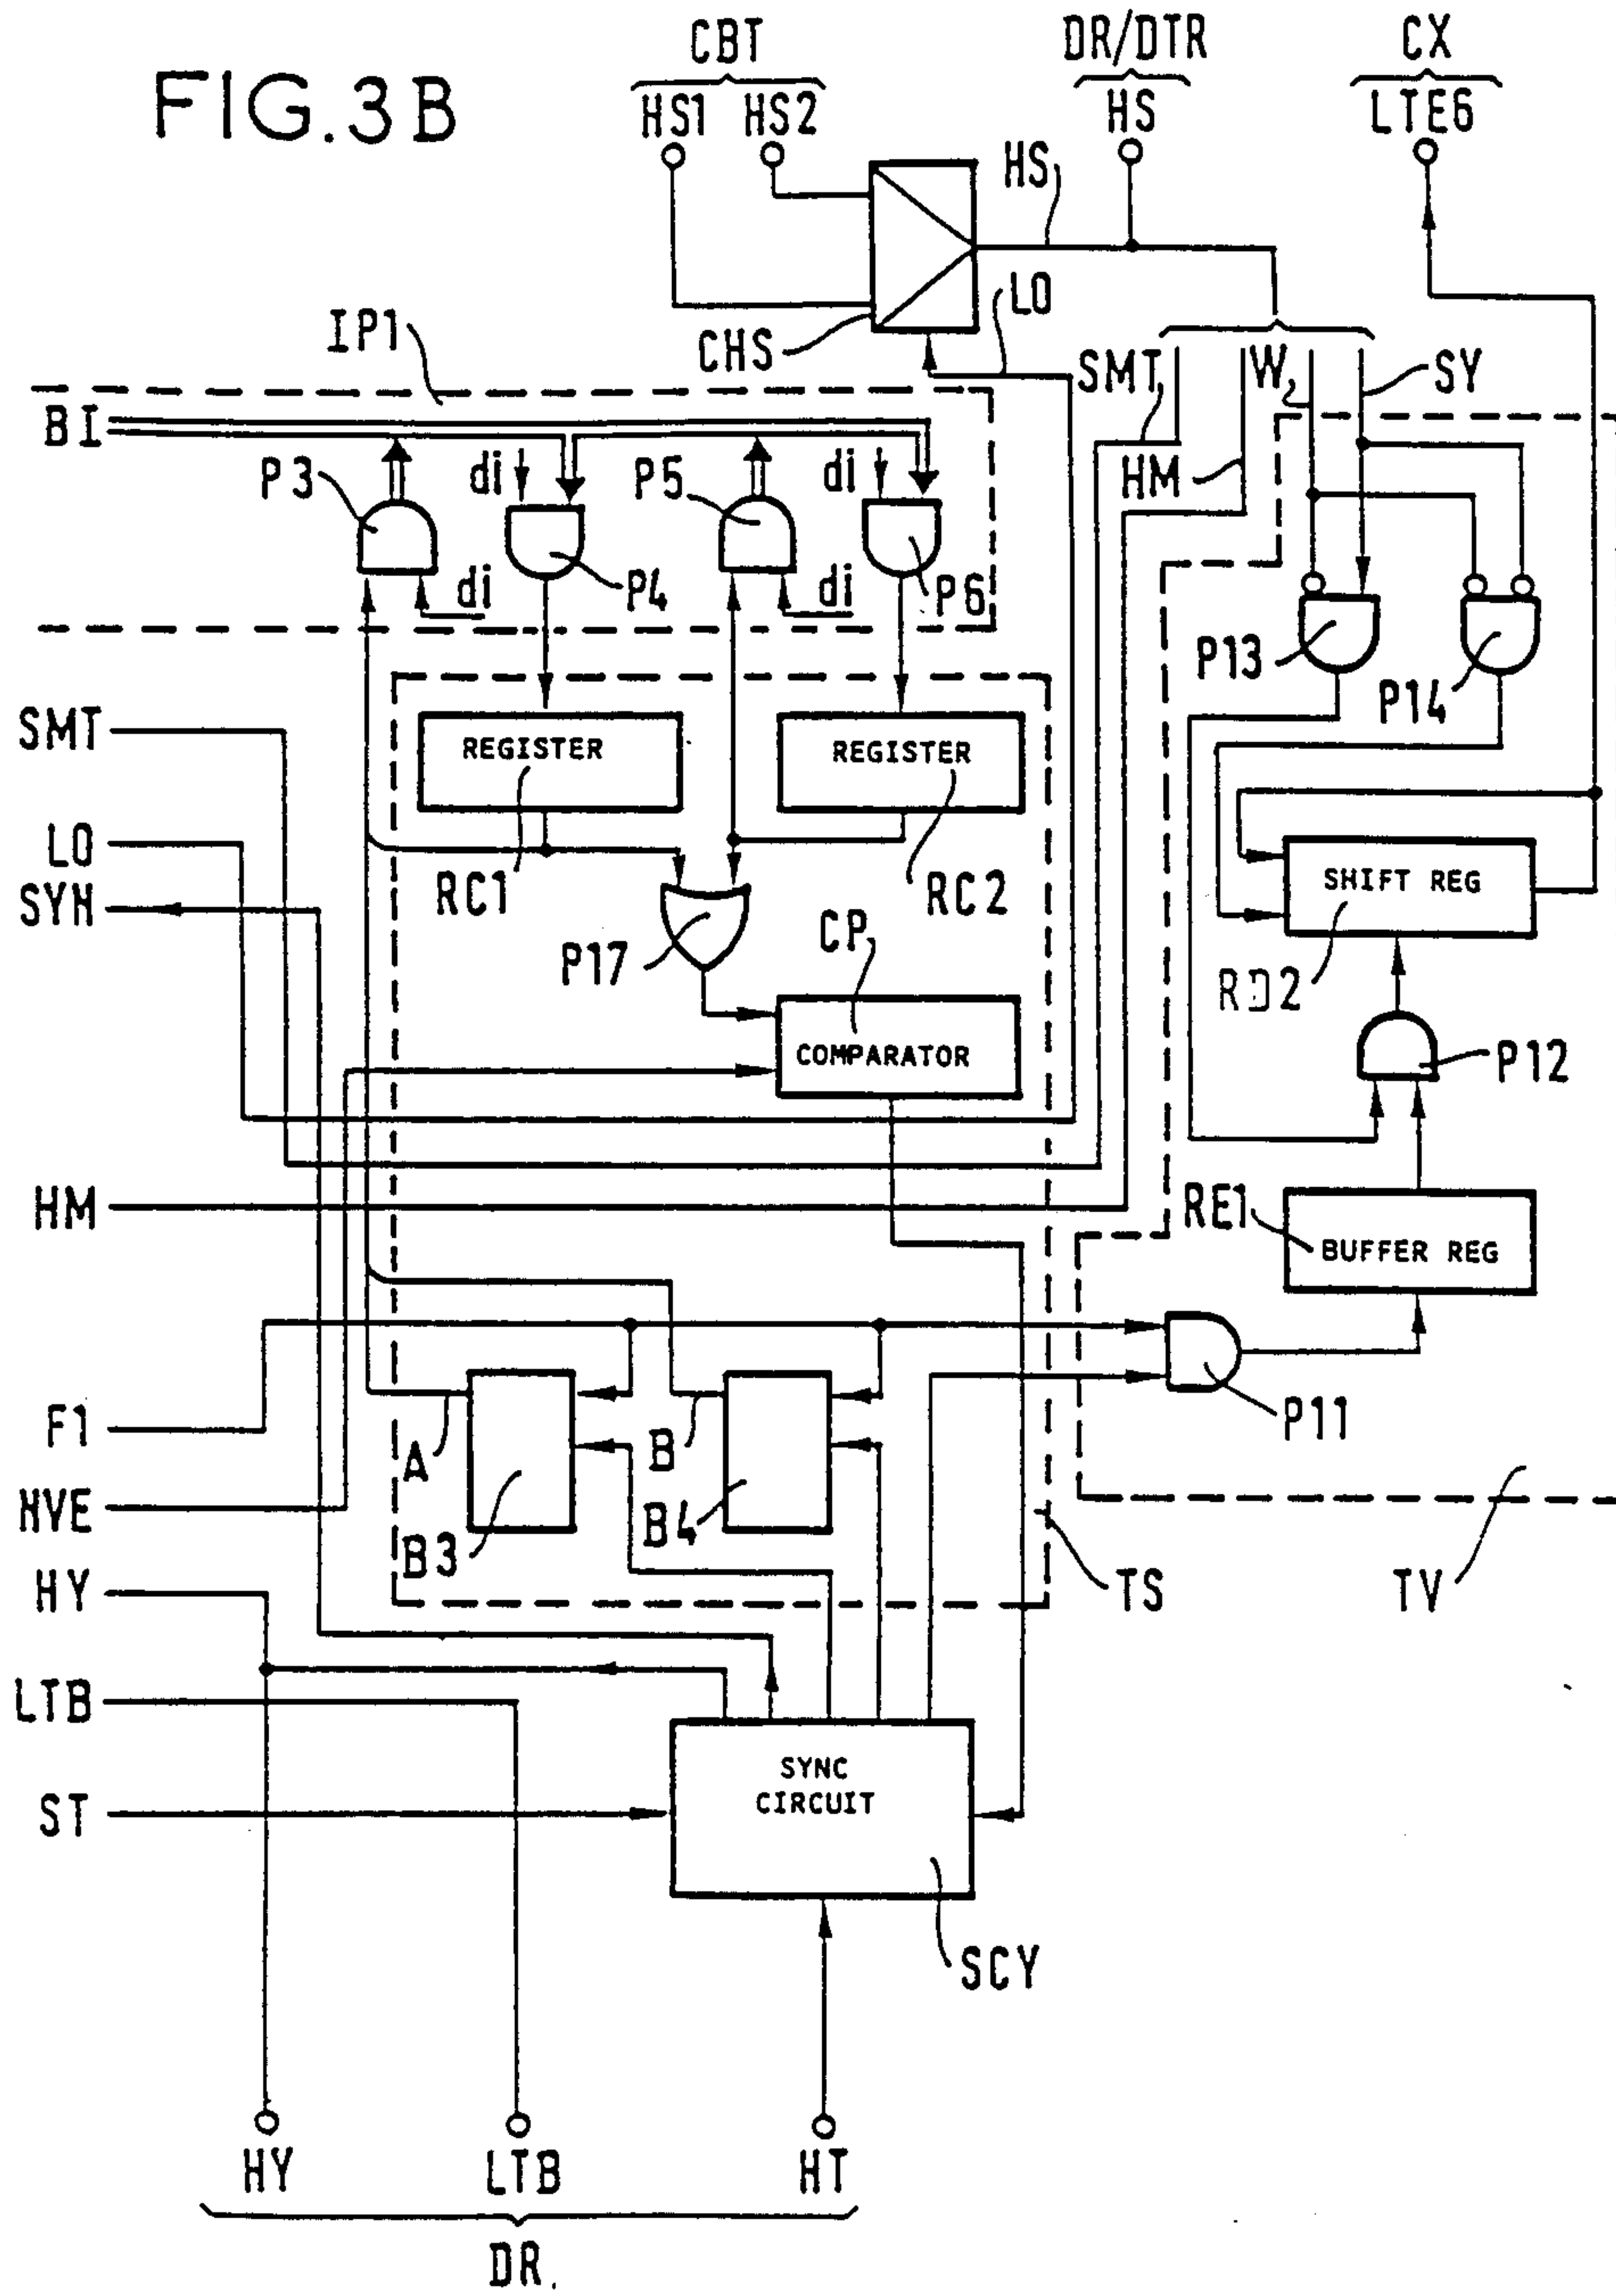 FIG.3B
CBT
HS1 HS2
DR/DTR
HS
CX
LTE6
HS
LO
CHS
IP1
BI
SMT
W
SY
HM
P3
di
P4
P5
di
P6
di
di
P13
P14
SMT
REGISTER
REGISTER
LO
RC1
RC2
SYN
P17
CP
SHIFT REG
RD2
COMPARATOR
P12
HM
RE1
BUFFER REG
F1
A
B
P11
HVE
B3
B4
HY
TS
TV
LTB
SYNC
CIRCUIT
ST
SCY
HY
LTB
HT
DR